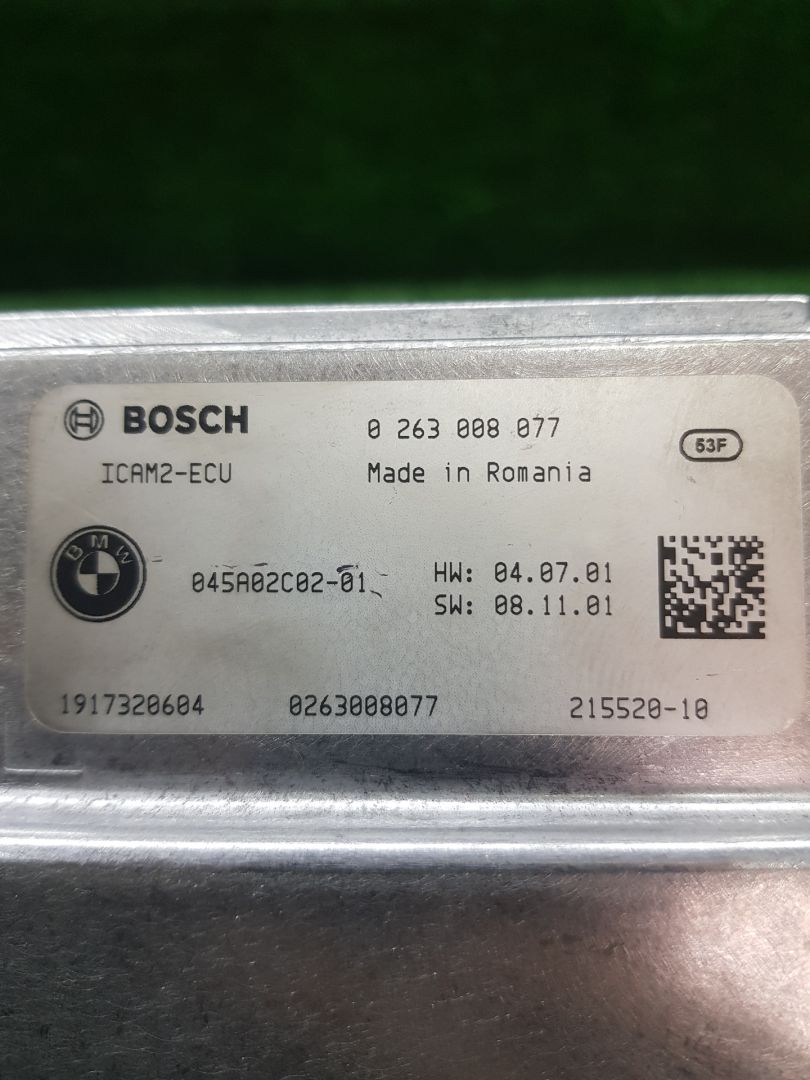 BOSCH 0 263 008 077
53F
ICAM2-ECU Made in Romania
BMW
045A02C02-01 HW: 04.07.01
SW: 08.11.01
1917320604 0263008077 215520-10